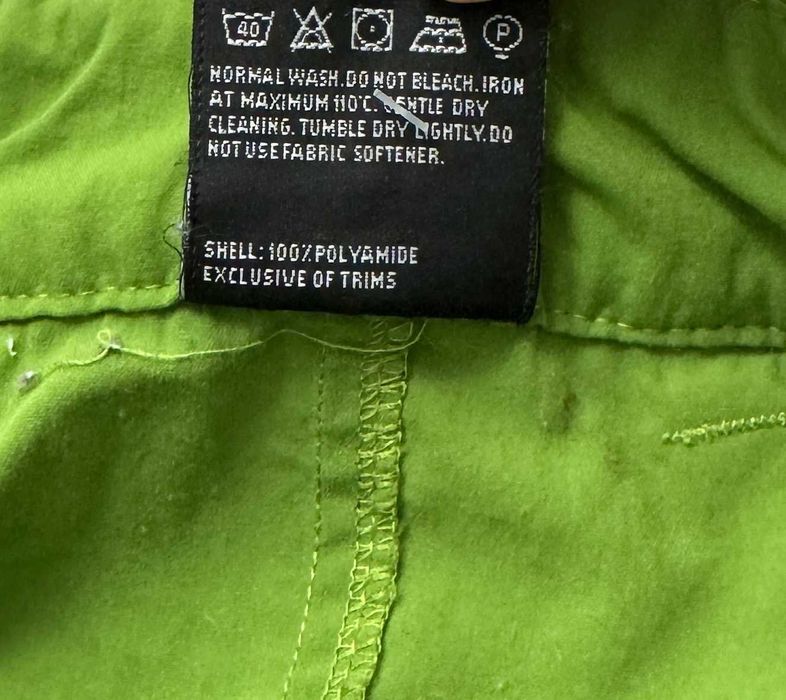 40 P
NORMAL WASH.DO NOT BLEACH.IRON
AT MAXIMUM 110°C. GENTLE DRY
CLEANING. TUMBLE DRY LIGHTLY.DO
NOT USE FABRIC SOFTENER.
SHELL: 100% POLYAMIDE
EXCLUSIVE OF TRIMS